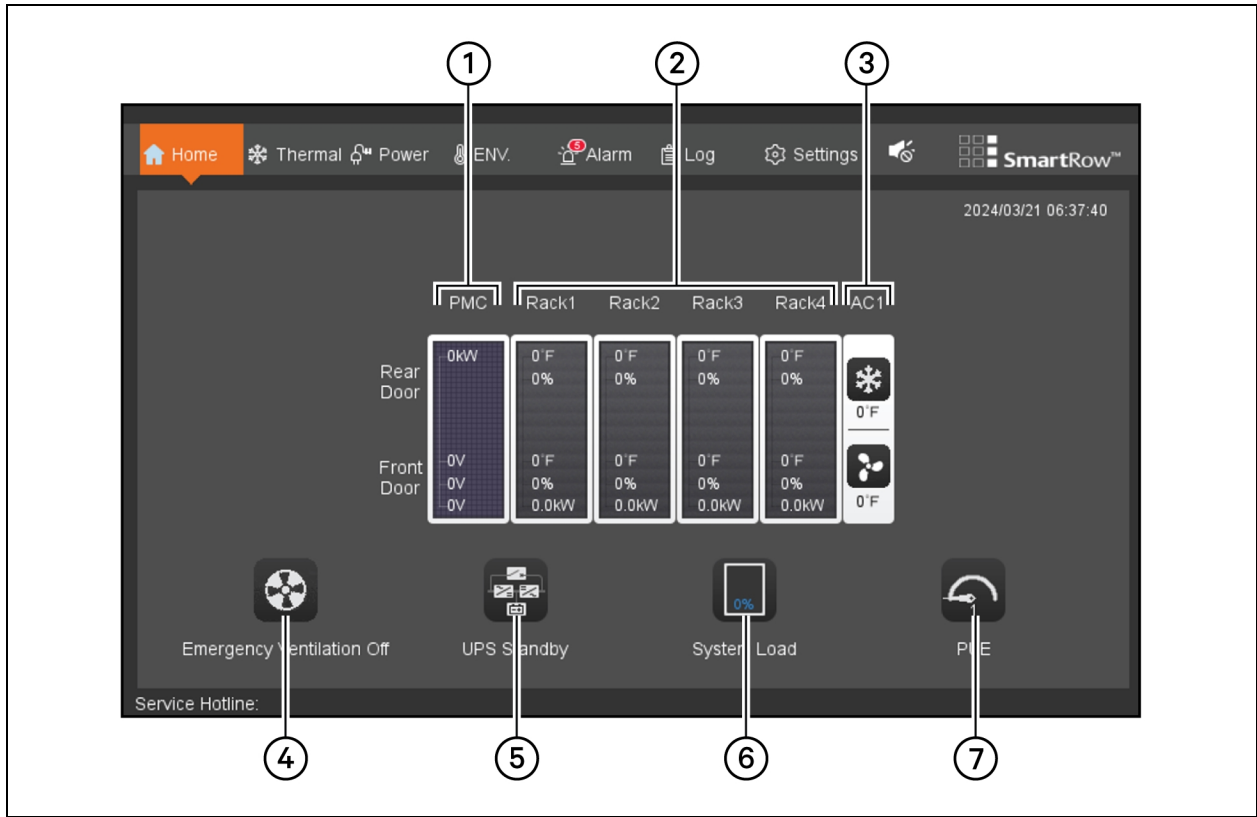 1 2 3
Home Thermal Power ENV. 5 Alarm Log Settings SmartRow™
2024/03/21 06:37:40
PMC Rack1 Rack2 Rack3 Rack4 AC1
Rear
Door
0kW 0°F 0°F 0°F 0°F
0% 0% 0% 0%
0°F
Front
Door
0V 0°F 0°F 0°F 0°F
0V 0% 0% 0% 0%
0V 0.0kW 0.0kW 0.0kW 0.0kW
0°F
0% 1
Emergency Ventilation Off UPS Standby System Load PUE
Service Hotline:
4 5 6 7